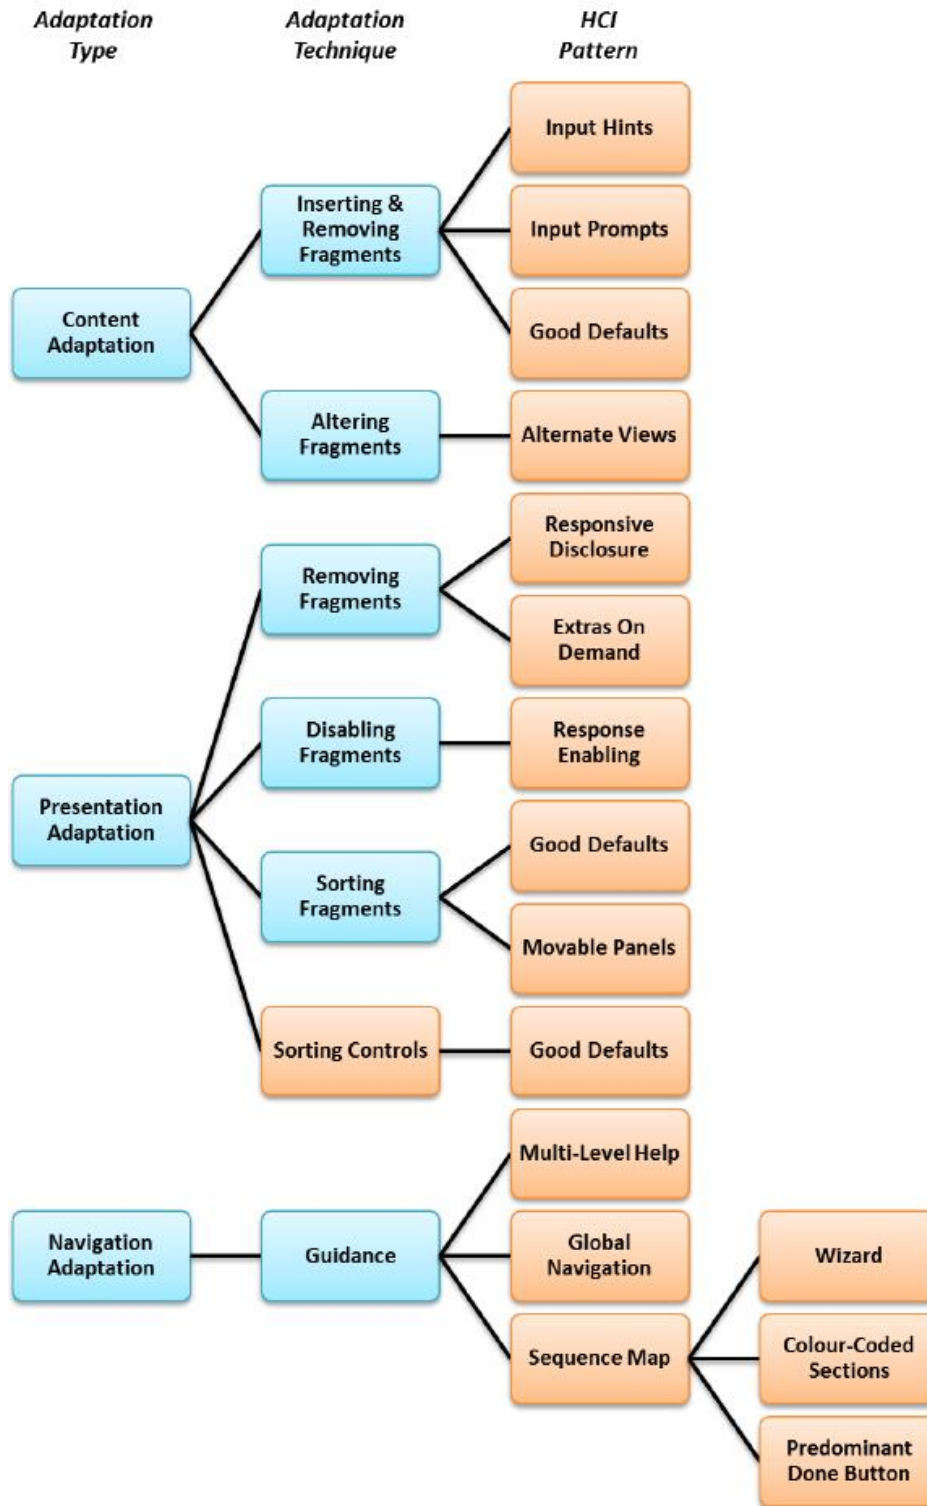 Adaptation
Type
Adaptation
Technique
HCI
Pattern
Input Hints
Inserting &
Removing
Fragments
Input Prompts
Content
Adaptation
Good Defaults
Altering
Fragments
Alternate Views
Responsive
Disclosure
Removing
Fragments
Extras On
Demand
Disabling
Fragments
Response
Enabling
Presentation
Adaptation
Good Defaults
Sorting
Fragments
Movable Panels
Sorting Controls
Good Defaults
Multi-Level Help
Navigation
Adaptation
Guidance
Global
Navigation
Wizard
Sequence Map
Colour-Coded
Sections
Predominant
Done Button